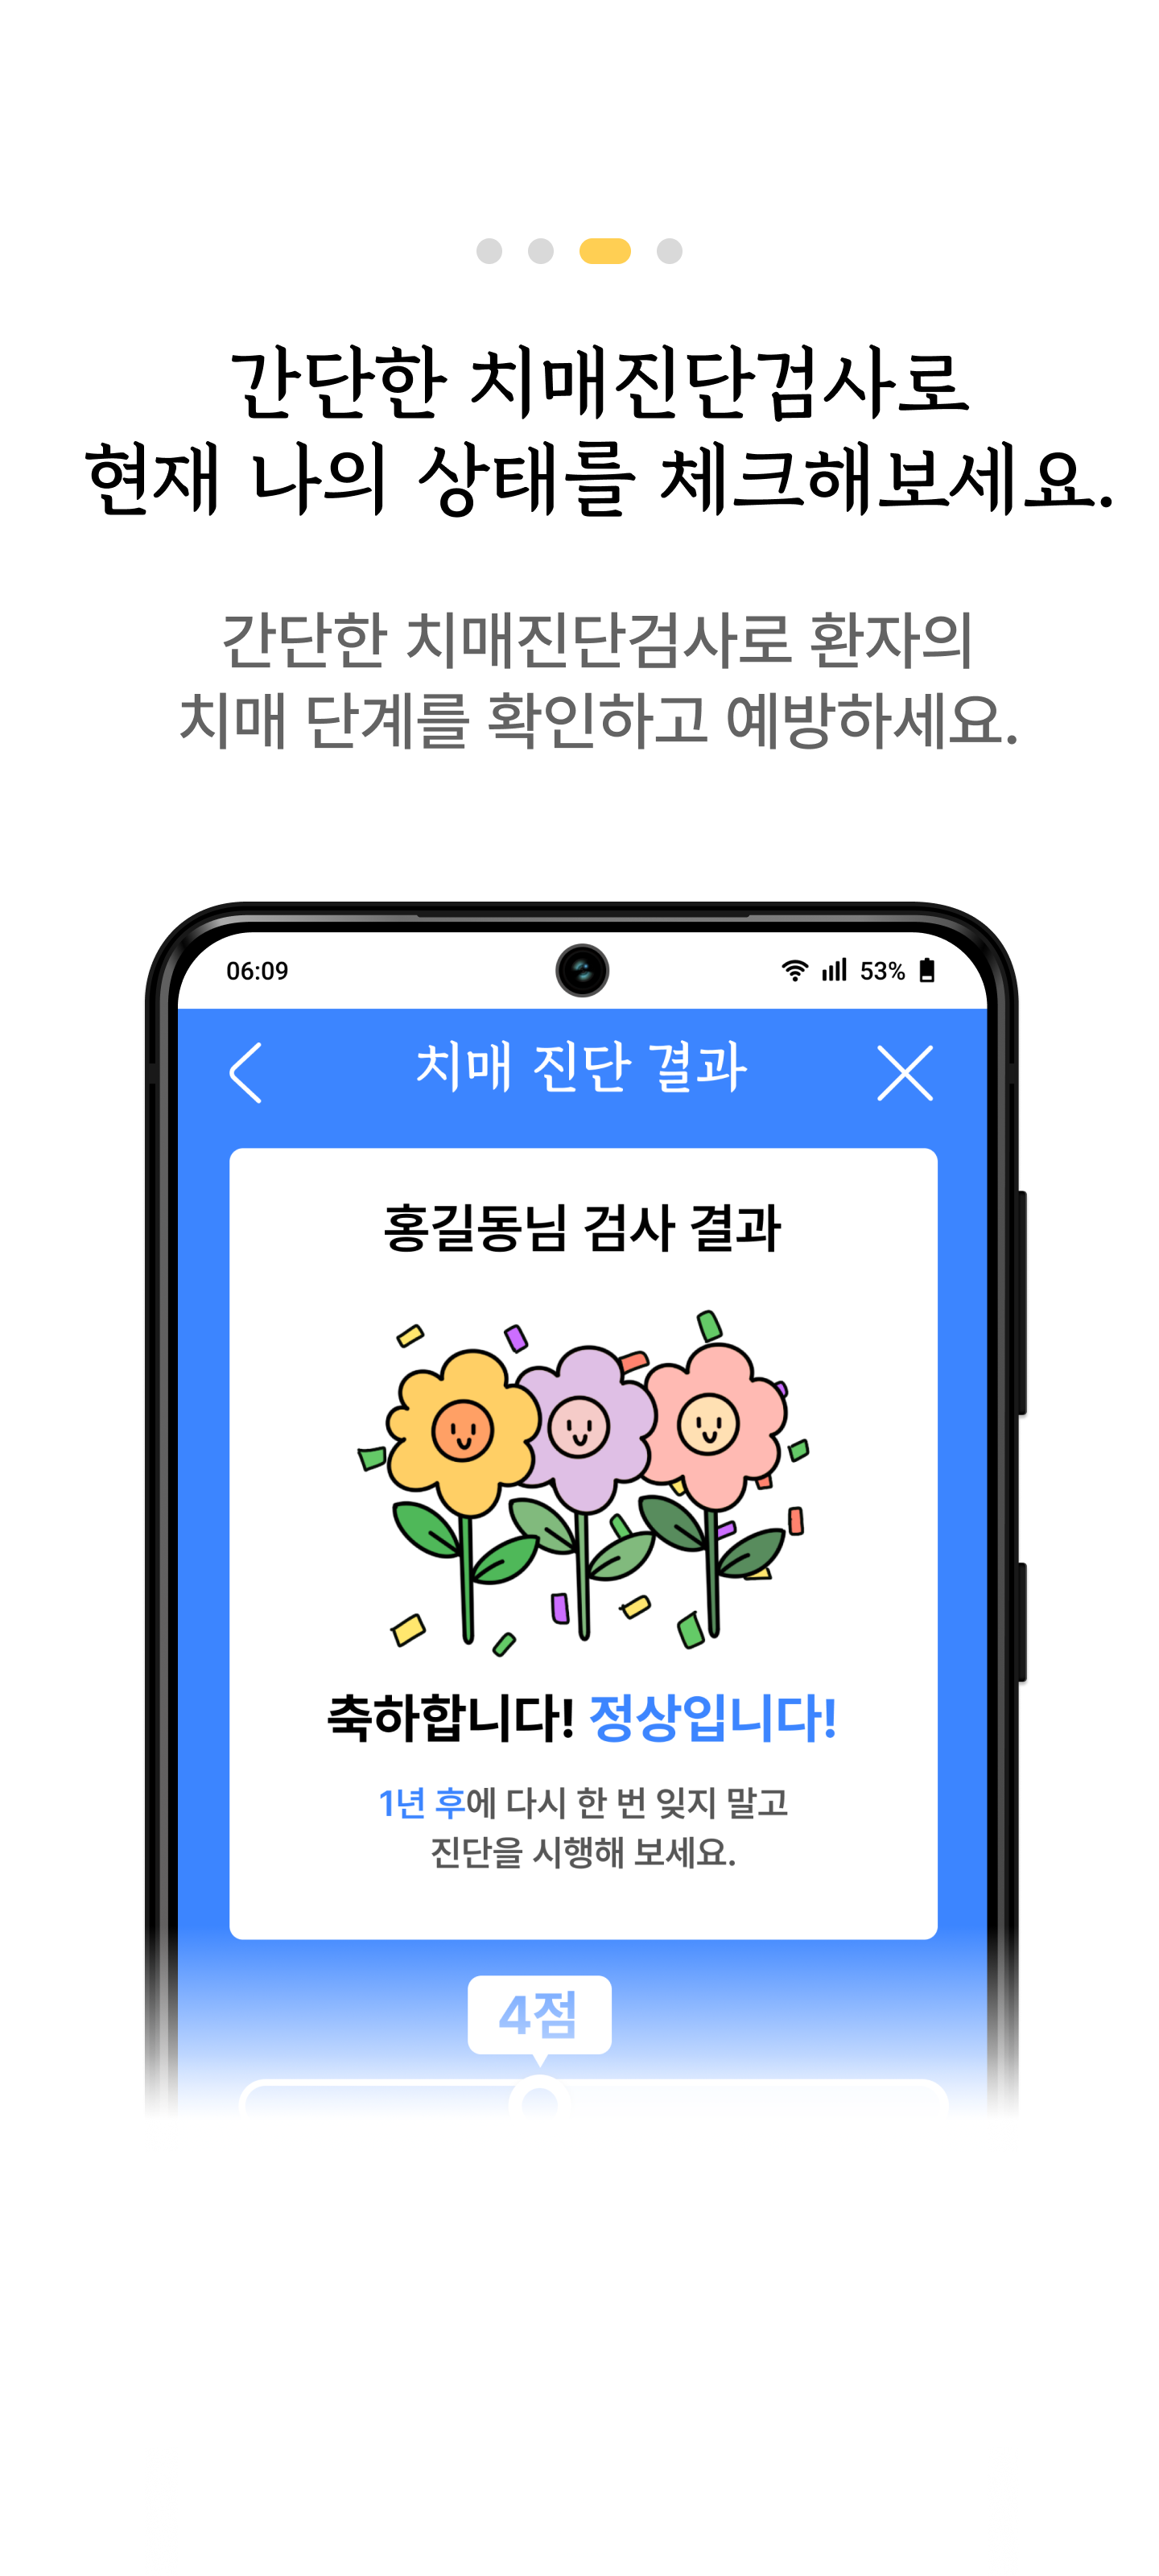 간단한 치매진단검사로
현재 나의 상태를 체크해보세요.
간단한 치매진단검사로 환자의
치매 단계를 확인하고 예방하세요.
06:09
53%
치매 진단 결과
홍길동님 검사 결과
축하합니다! 정상입니다!
1년 후에 다시 한 번 잊지 말고
진단을 시행해 보세요.
4점